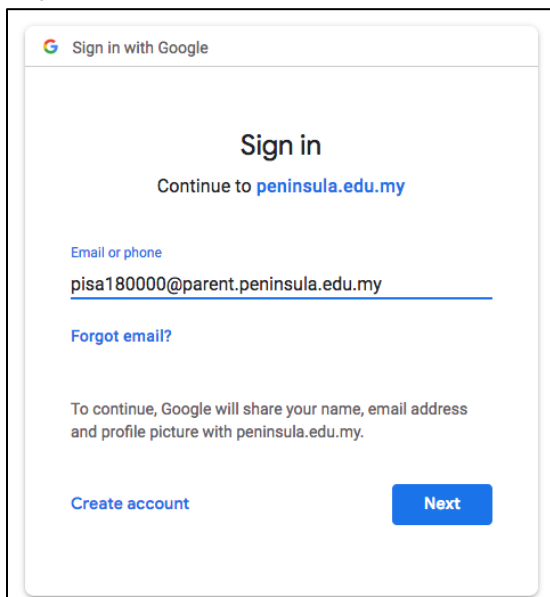 Sign in with Google
Sign in
Continue to peninsula.edu.my
Email or phone
pisa180000@parent.peninsula.edu.my
Forgot email?
To continue, Google will share your name, email address
and profile picture with peninsula.edu.my.
Create account
Next